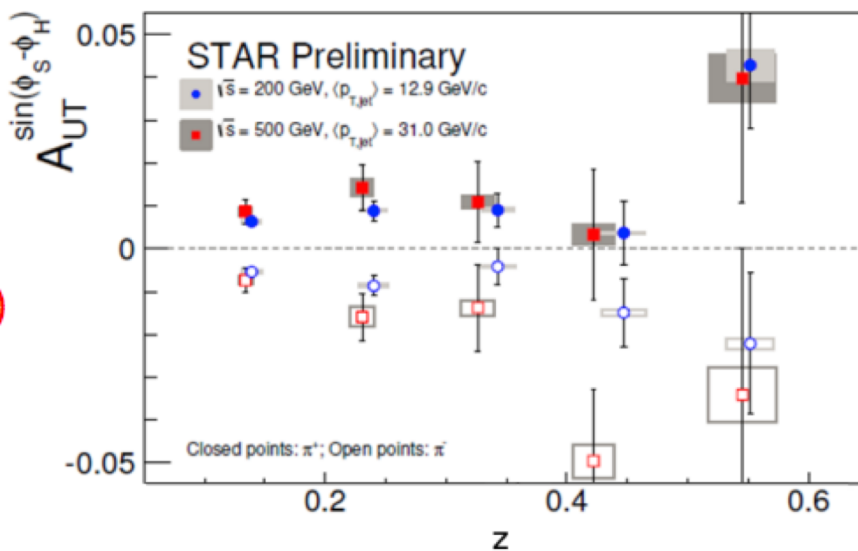 0.05
STAR Preliminary
√s = 200 GeV, ⟨p_T,jet⟩ = 12.9 GeV/c
√s = 500 GeV, ⟨p_T,jet⟩ = 31.0 GeV/c
A_UT^sin(ϕ_S-ϕ_H)
0
Closed points: π⁺; Open points: π⁻
-0.05
0.2
0.4
0.6
z